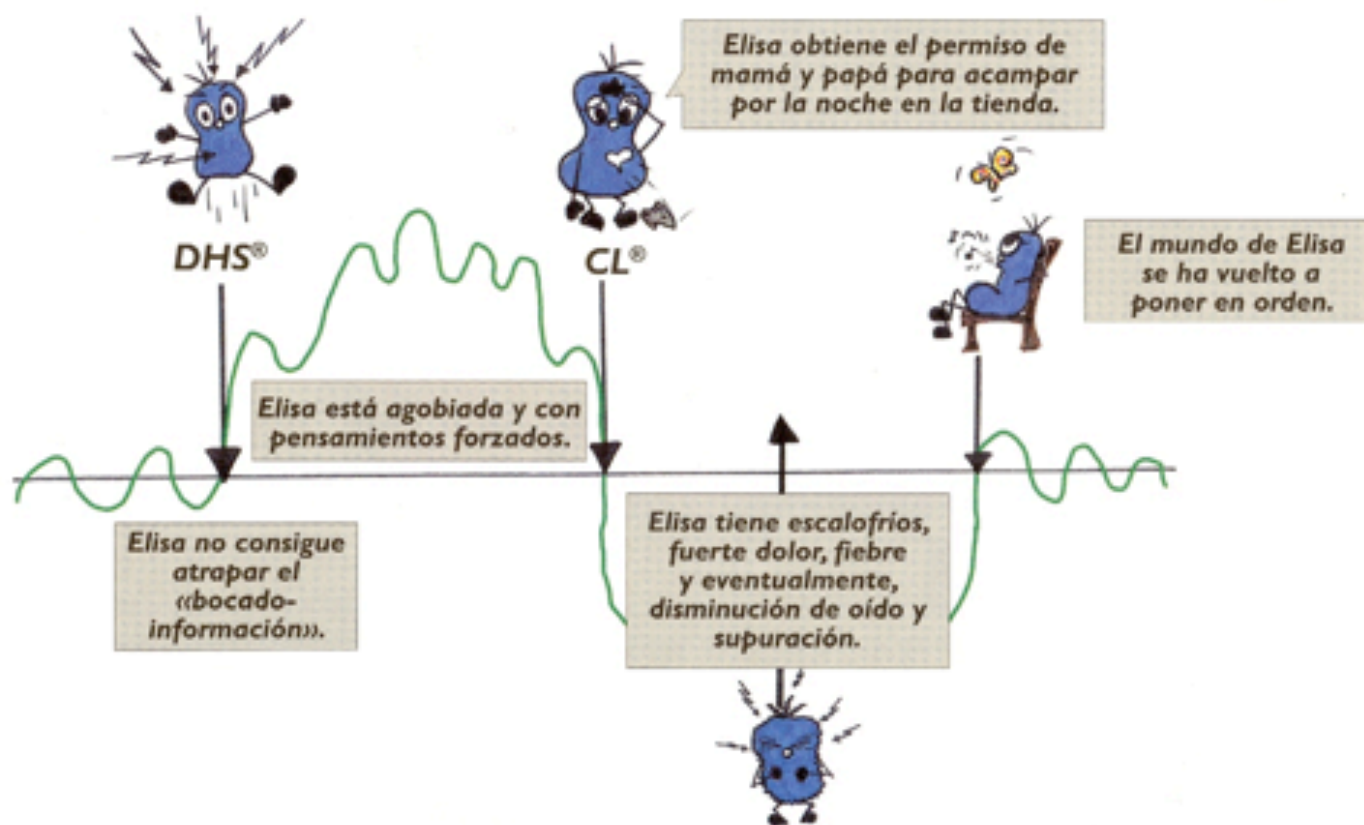 Elisa obtiene el permiso de
mamá y papá para acampar
por la noche en la tienda.
DHS®
CL®
El mundo de Elisa
se ha vuelto a
poner en orden.
Elisa está agobiada y con
pensamientos forzados.
Elisa no consigue
atrapar el
«bocado-
información».
Elisa tiene escalofríos,
fuerte dolor, fiebre
y eventualmente,
disminución de oído y
supuración.